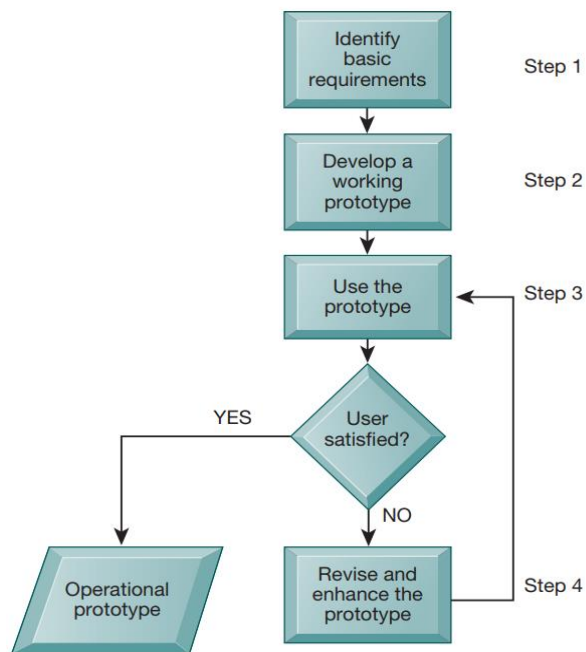 Identify
basic
requirements
Step 1
Develop a
working
prototype
Step 2
Use the
prototype
Step 3
User
satisfied?
YES
NO
Operational
prototype
Revise and
enhance the
prototype
Step 4